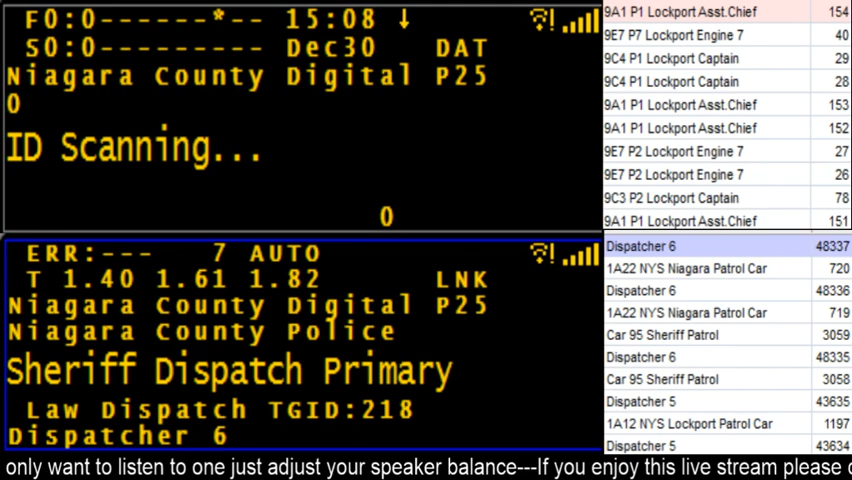 F0:0------*-- 15:08 ↓
S0:0--------- Dec30 DAT
Niagara County Digital P25
0
ID Scanning...
0
9A1 P1 Lockport Asst.Chief 154
9E7 P7 Lockport Engine 7 40
9C4 P1 Lockport Captain 29
9C4 P1 Lockport Captain 28
9A1 P1 Lockport Asst.Chief 153
9A1 P1 Lockport Asst.Chief 152
9E7 P2 Lockport Engine 7 27
9E7 P2 Lockport Engine 7 26
9C3 P2 Lockport Captain 78
9A1 P1 Lockport Asst.Chief 151
ERR:--- 7 AUTO
T 1.40 1.61 1.82 LNK
Niagara County Digital P25
Niagara County Police
Sheriff Dispatch Primary
Law Dispatch TGID:218
Dispatcher 6
Dispatcher 6 48337
1A22 NYS Niagara Patrol Car 720
Dispatcher 6 48336
1A22 NYS Niagara Patrol Car 719
Car 95 Sheriff Patrol 3059
Dispatcher 6 48335
Car 95 Sheriff Patrol 3058
Dispatcher 5 43635
1A12 NYS Lockport Patrol Car 1197
Dispatcher 5 43634
only want to listen to one just adjust your speaker balance---If you enjoy this live stream please